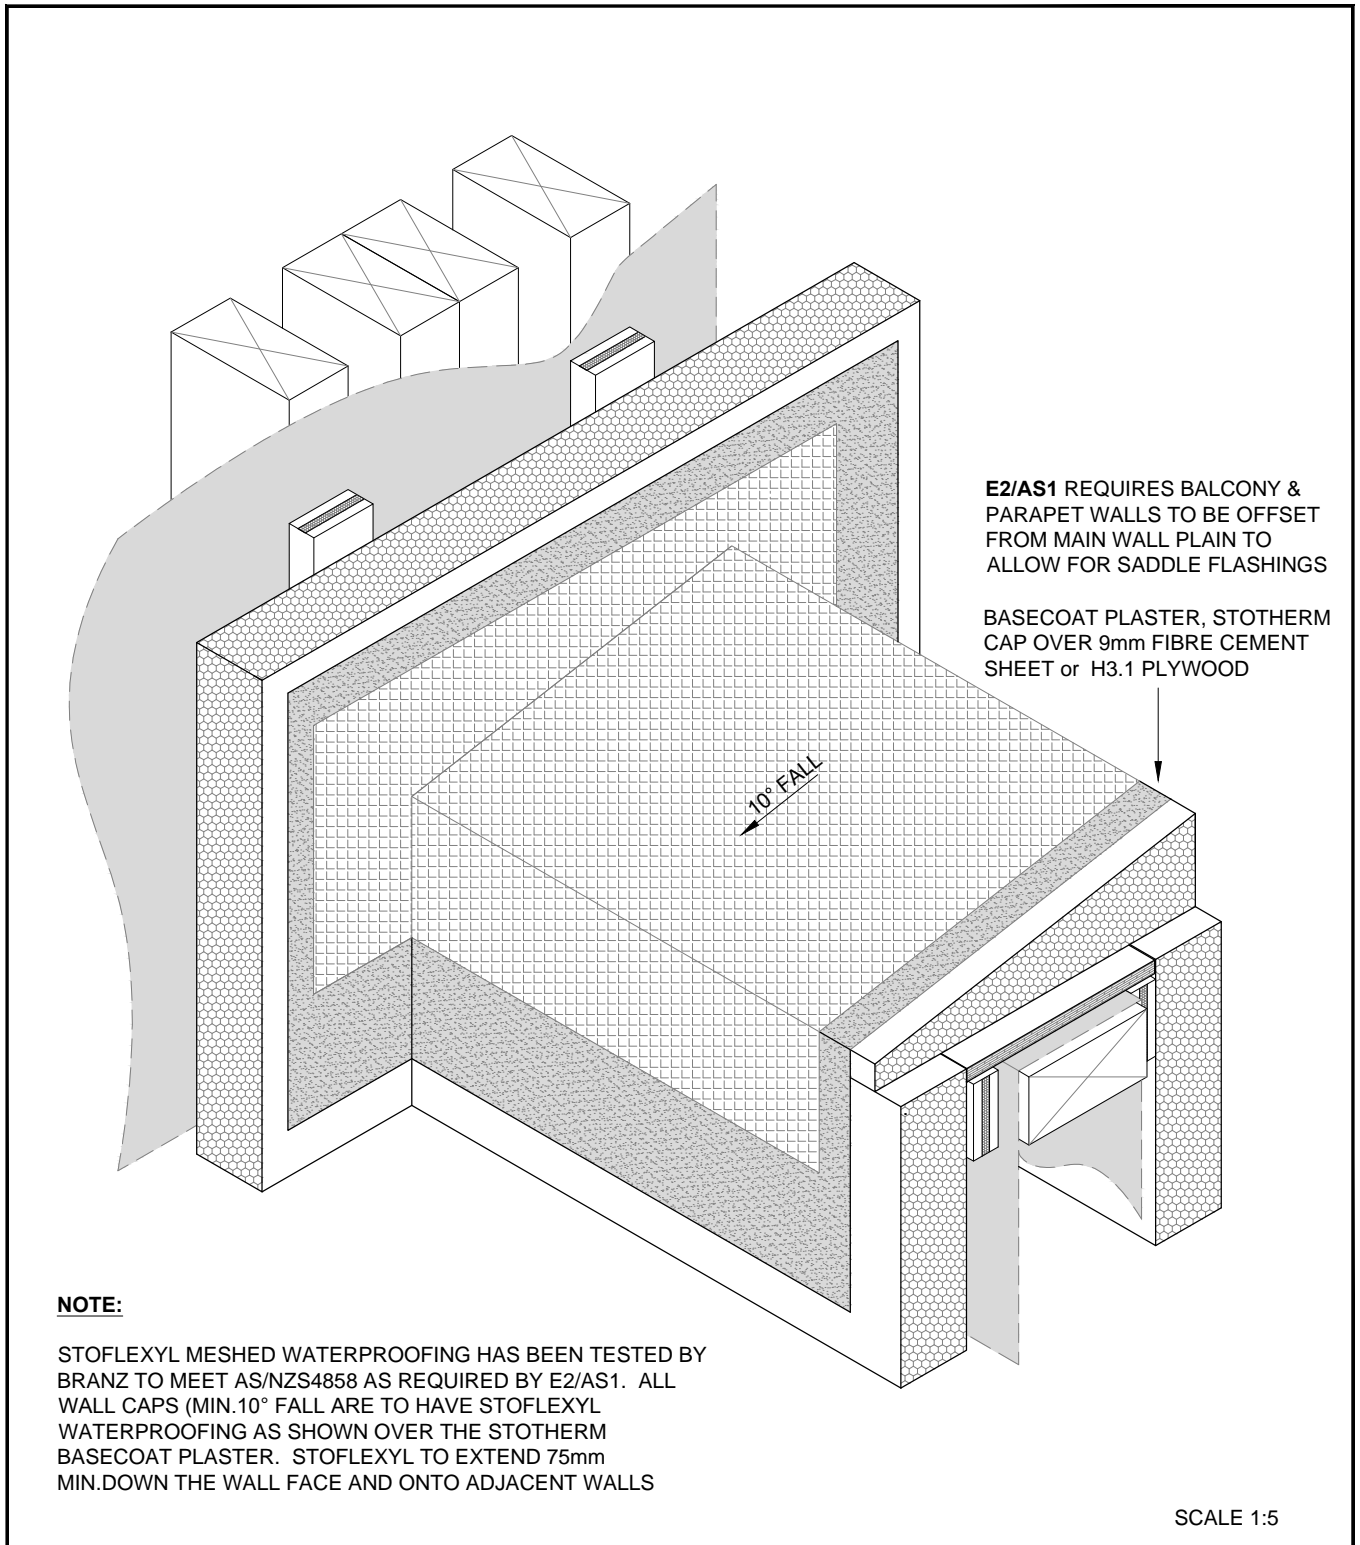 E2/AS1 REQUIRES BALCONY &
PARAPET WALLS TO BE OFFSET
FROM MAIN WALL PLAIN TO
ALLOW FOR SADDLE FLASHINGS
BASECOAT PLASTER, STOTHERM
CAP OVER 9mm FIBRE CEMENT
SHEET or H3.1 PLYWOOD
10° FALL
NOTE:
STOFLEXYL MESHED WATERPROOFING HAS BEEN TESTED BY
BRANZ TO MEET AS/NZS4858 AS REQUIRED BY E2/AS1. ALL
WALL CAPS (MIN.10° FALL ARE TO HAVE STOFLEXYL
WATERPROOFING AS SHOWN OVER THE STOTHERM
BASECOAT PLASTER. STOFLEXYL TO EXTEND 75mm
MIN.DOWN THE WALL FACE AND ONTO ADJACENT WALLS
SCALE 1:5